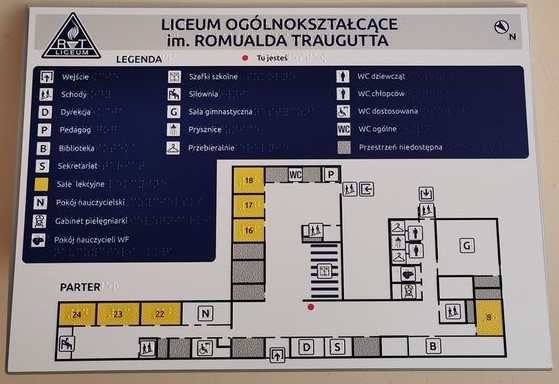 LICEUM OGÓLNOKSZTAŁCĄCE
im. ROMUALDA TRAUGUTTA
RT
LICEUM
N
LEGENDA
Tu jesteś
Wejście
Schody
D Dyrekcja
P Pedagog
B Biblioteka
S Sekretariat
Sale lekcyjne
N Pokój nauczycielski
Gabinet pielęgniarki
Pokój nauczycieli WF
Szafki szkolne
Siłownia
G Sala gimnastyczna
Prysznice
Przebieralnie
WC dziewcząt
WC chłopców
WC dostosowana
WC WC ogólne
Przestrzeń niedostępna
18 WC P
17
16
G
PARTER
24 23 22 N
8
D S B